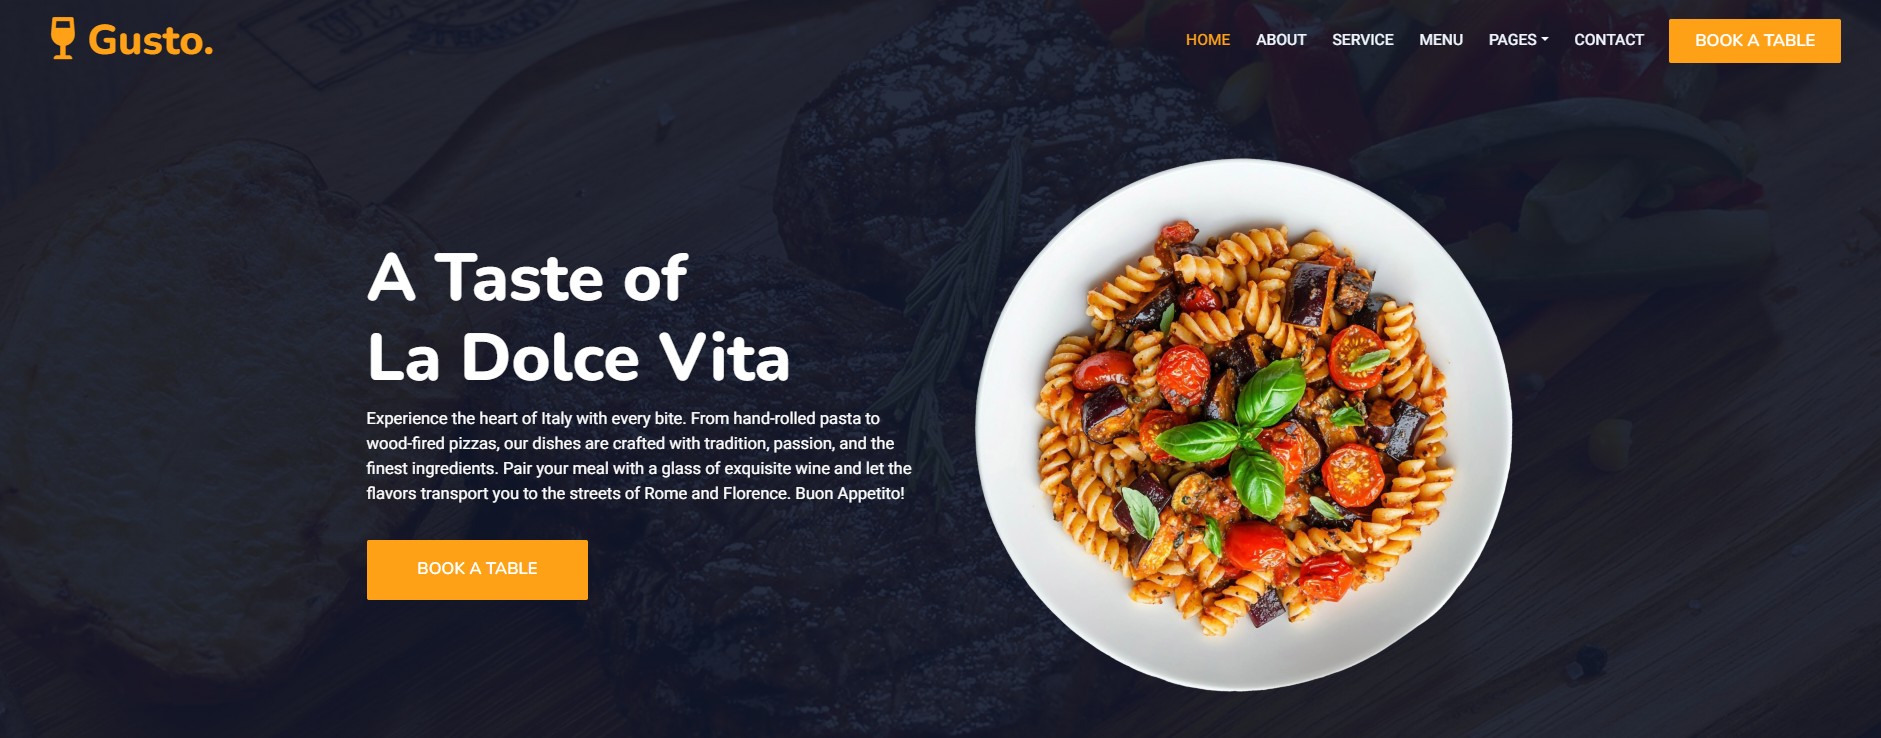 Gusto.
HOME ABOUT SERVICE MENU PAGES CONTACT BOOK A TABLE
A Taste of
La Dolce Vita
Experience the heart of Italy with every bite. From hand-rolled pasta to
wood-fired pizzas, our dishes are crafted with tradition, passion, and the
finest ingredients. Pair your meal with a glass of exquisite wine and let the
flavors transport you to the streets of Rome and Florence. Buon Appetito!
BOOK A TABLE